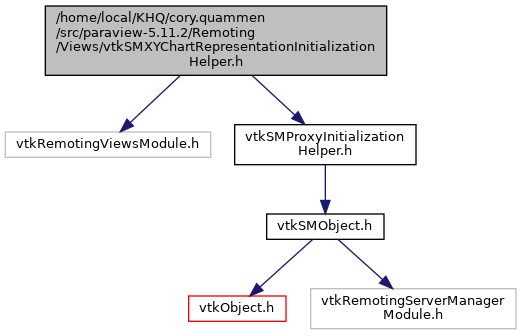 /home/local/KHQ/cory.quammen
/src/paraview-5.11.2/Remoting
/Views/vtkSMXYChartRepresentationInitialization
Helper.h
vtkRemotingViewsModule.h
vtkSMProxyInitialization
Helper.h
vtkSMObject.h
vtkObject.h
vtkRemotingServerManager
Module.h